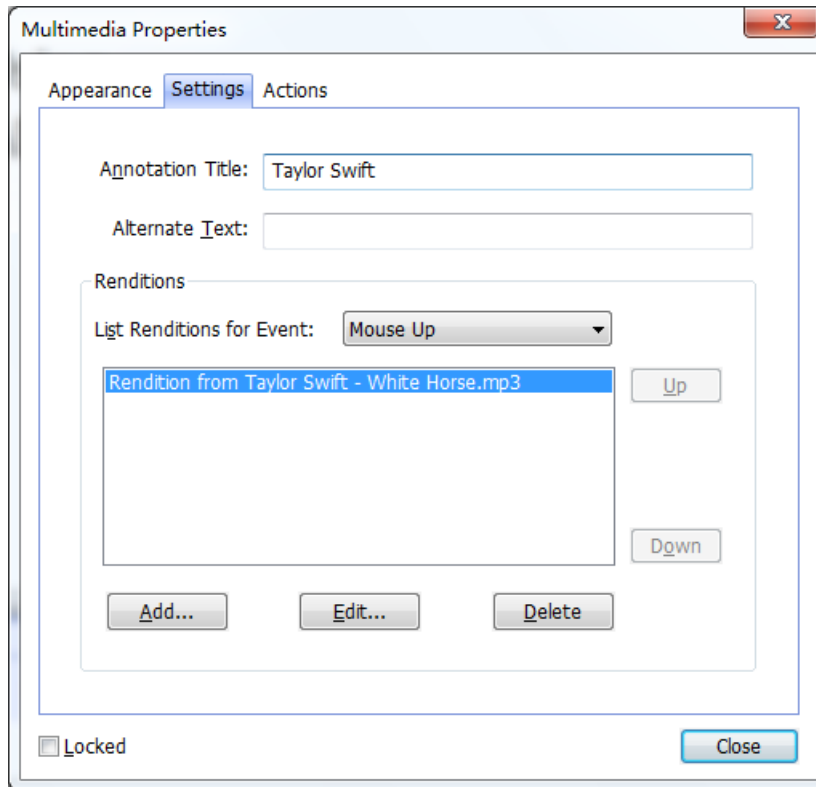 Multimedia Properties
Appearance Settings Actions
Annotation Title: Taylor Swift
Alternate Text:
Renditions
List Renditions for Event: Mouse Up
Rendition from Taylor Swift - White Horse.mp3
Up
Down
Add... Edit... Delete
Locked Close